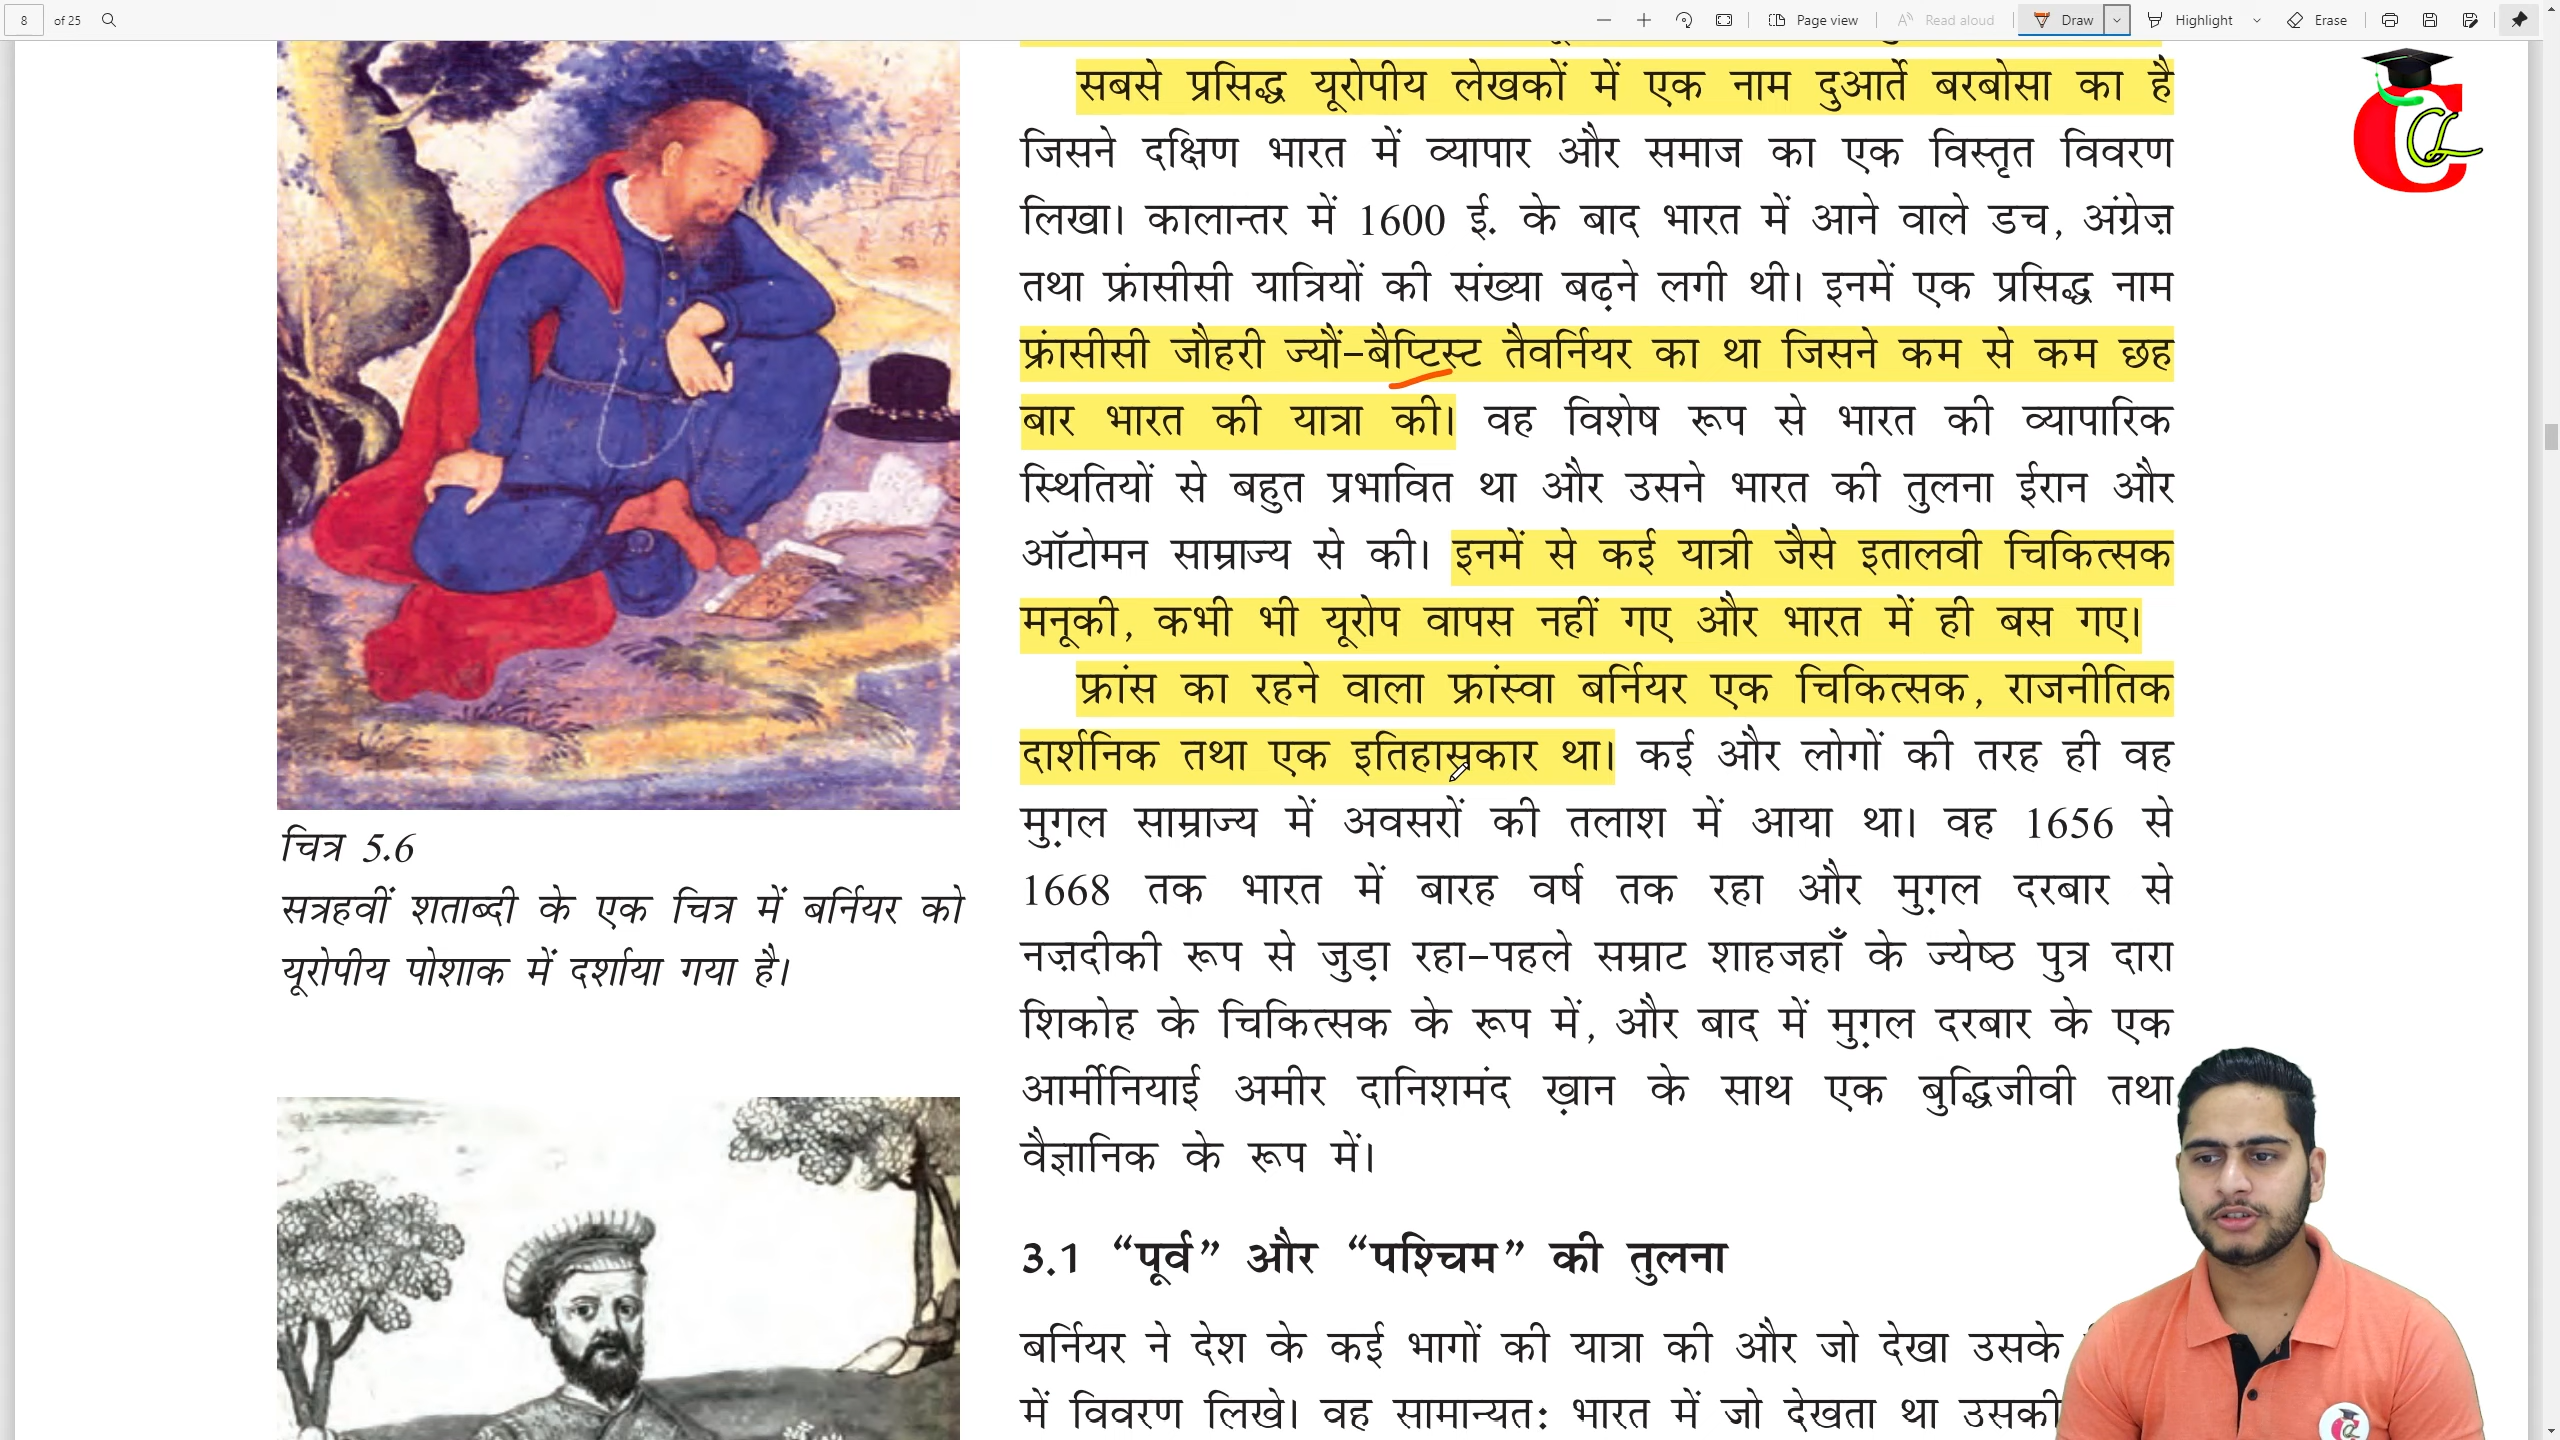 8 of 25
Page view
Read aloud
Draw
Highlight
Erase
सबसे प्रसिद्ध यूरोपीय लेखकों में एक नाम दुआर्ते बरबोसा का है
जिसने दक्षिण भारत में व्यापार और समाज का एक विस्तृत विवरण
लिखा। कालान्तर में 1600 ई. के बाद भारत में आने वाले डच, अंग्रेज़
तथा फ्रांसीसी यात्रियों की संख्या बढ़ने लगी थी। इनमें एक प्रसिद्ध नाम
फ्रांसीसी जौहरी ज्यौं-बैप्टिस्ट तैवर्नियर का था जिसने कम से कम छह
बार भारत की यात्रा की। वह विशेष रूप से भारत की व्यापारिक
स्थितियों से बहुत प्रभावित था और उसने भारत की तुलना ईरान और
ऑटोमन साम्राज्य से की। इनमें से कई यात्री जैसे इतालवी चिकित्सक
मनूकी, कभी भी यूरोप वापस नहीं गए और भारत में ही बस गए।
फ्रांस का रहने वाला फ्रांस्वा बर्नियर एक चिकित्सक, राजनीतिक
दार्शनिक तथा एक इतिहासकार था। कई और लोगों की तरह ही वह
मुग़ल साम्राज्य में अवसरों की तलाश में आया था। वह 1656 से
1668 तक भारत में बारह वर्ष तक रहा और मुग़ल दरबार से
नज़दीकी रूप से जुड़ा रहा-पहले सम्राट शाहजहाँ के ज्येष्ठ पुत्र दारा
शिकोह के चिकित्सक के रूप में, और बाद में मुग़ल दरबार के एक
आर्मीनियाई अमीर दानिशमंद ख़ान के साथ एक बुद्धिजीवी तथा
वैज्ञानिक के रूप में।
3.1 “पूर्व” और “पश्चिम” की तुलना
बर्नियर ने देश के कई भागों की यात्रा की और जो देखा उसके
में विवरण लिखे। वह सामान्यतः भारत में जो देखता था उसकी
चित्र 5.6
सत्रहवीं शताब्दी के एक चित्र में बर्नियर को
यूरोपीय पोशाक में दर्शाया गया है।